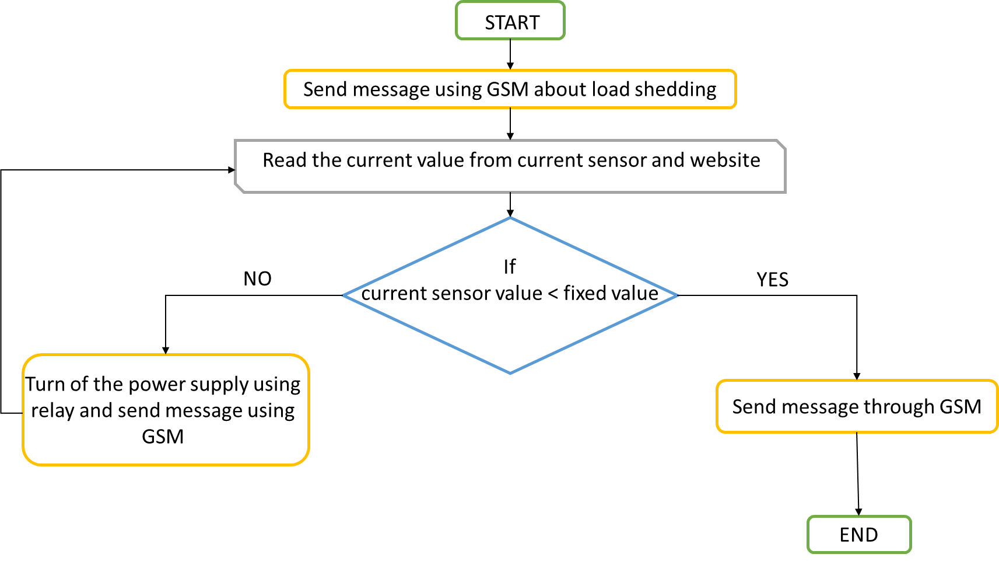 START
Send message using GSM about load shedding
Read the current value from current sensor and website
If
current sensor value < fixed value
NO
YES
Turn of the power supply using
relay and send message using
GSM
Send message through GSM
END